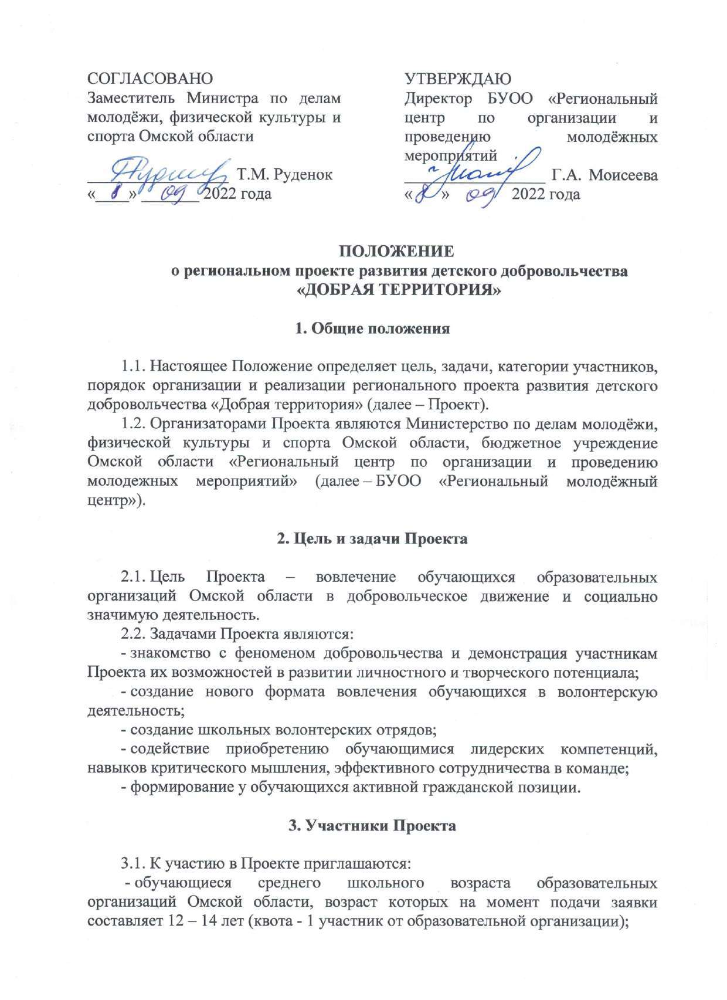 СОГЛАСОВАНО
Заместитель Министра по делам
молодёжи, физической культуры и
спорта Омской области
Т.М. Руденок
« 8 » 09 2022 года
УТВЕРЖДАЮ
Директор БУОО «Региональный
центр по организации и
проведению молодёжных
мероприятий
Г.А. Моисеева
« 8 » 09 2022 года
ПОЛОЖЕНИЕ
о региональном проекте развития детского добровольчества
«ДОБРАЯ ТЕРРИТОРИЯ»
1. Общие положения
1.1. Настоящее Положение определяет цель, задачи, категории участников,
порядок организации и реализации регионального проекта развития детского
добровольчества «Добрая территория» (далее – Проект).
1.2. Организаторами Проекта являются Министерство по делам молодёжи,
физической культуры и спорта Омской области, бюджетное учреждение
Омской области «Региональный центр по организации и проведению
молодежных мероприятий» (далее – БУОО «Региональный молодёжный
центр»).
2. Цель и задачи Проекта
2.1. Цель Проекта – вовлечение обучающихся образовательных
организаций Омской области в добровольческое движение и социально
значимую деятельность.
2.2. Задачами Проекта являются:
- знакомство с феноменом добровольчества и демонстрация участникам
Проекта их возможностей в развитии личностного и творческого потенциала;
- создание нового формата вовлечения обучающихся в волонтерскую
деятельность;
- создание школьных волонтерских отрядов;
- содействие приобретению обучающимися лидерских компетенций,
навыков критического мышления, эффективного сотрудничества в команде;
- формирование у обучающихся активной гражданской позиции.
3. Участники Проекта
3.1. К участию в Проекте приглашаются:
- обучающиеся среднего школьного возраста образовательных
организаций Омской области, возраст которых на момент подачи заявки
составляет 12 – 14 лет (квота - 1 участник от образовательной организации);